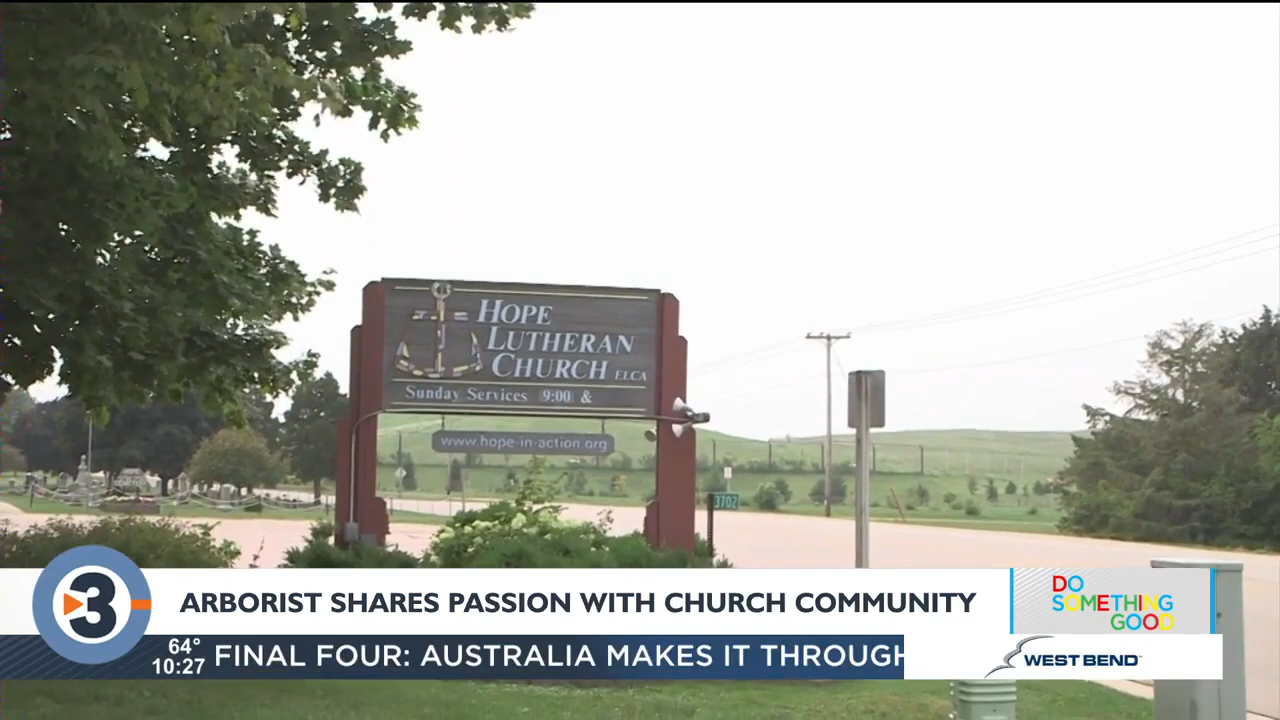 HOPE
LUTHERAN
CHURCH ELCA
Sunday Services 9:00 &
www.hope-in-action.org
3702
3
ARBORIST SHARES PASSION WITH CHURCH COMMUNITY
DO
SOMETHING
GOOD
64°
10:27
FINAL FOUR: AUSTRALIA MAKES IT THROUGH
WEST BEND